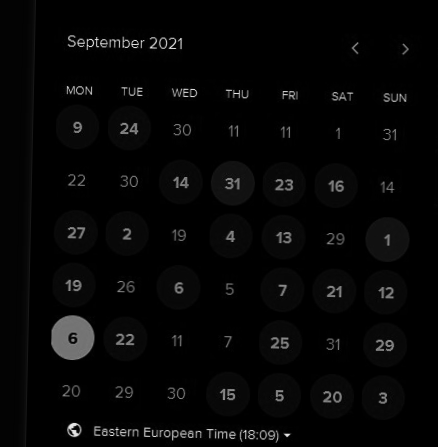 September 2021
MON TUE WED THU FRI SAT SUN
9 24 30 11 11 1 31
22 30 14 31 23 16 14
27 2 19 4 13 29 1
19 26 6 5 7 21 12
6 22 11 7 25 31 29
20 29 30 15 5 20 3
Eastern European Time (18:09)